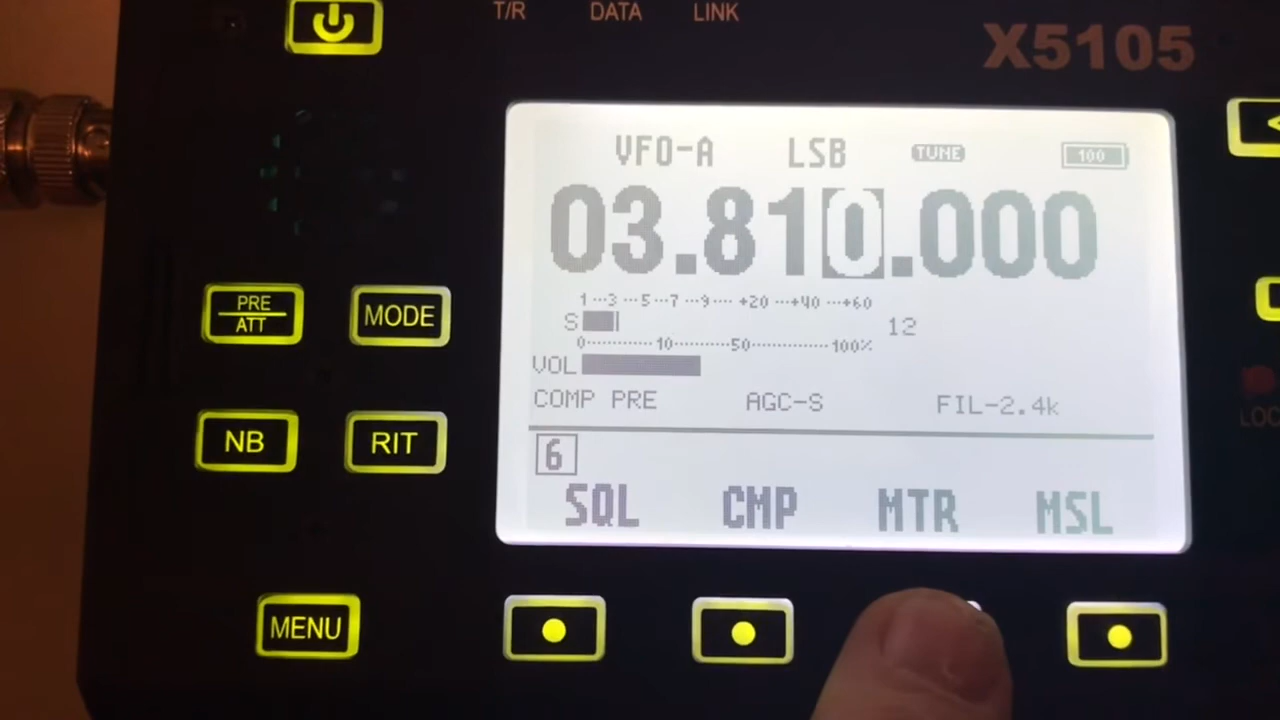 T/R DATA LINK
X5105
VFO-A LSB TUNE 100
03.810.000
1···3···5···7···9···· +20 ···+40 ···+60
S 12
0·········10·········50·············100%
VOL
COMP PRE AGC-S FIL-2.4k
6
SQL CMP MTR MSL
PRE
ATT
MODE
NB RIT
MENU